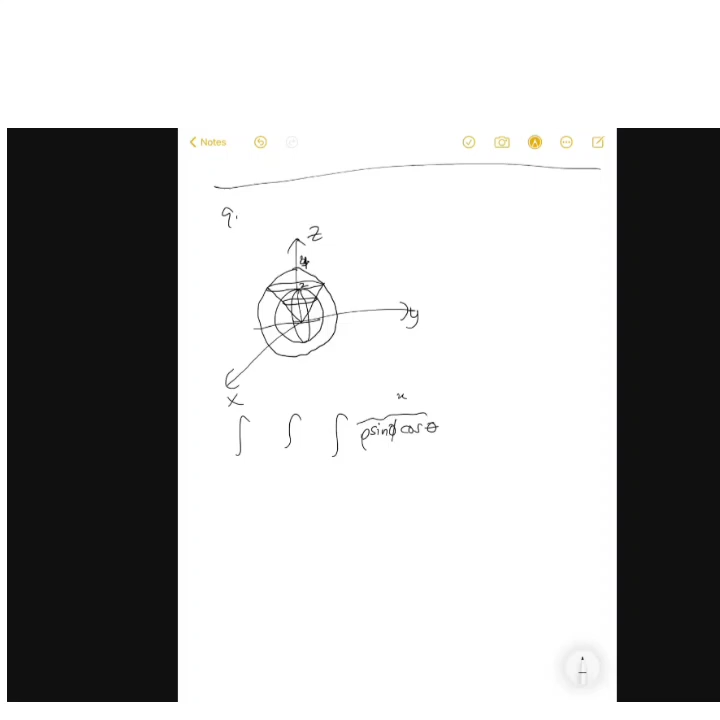 Notes
9.
z
4
2
y
x
x
∫ ∫ ∫ ρsinϕ cosθ